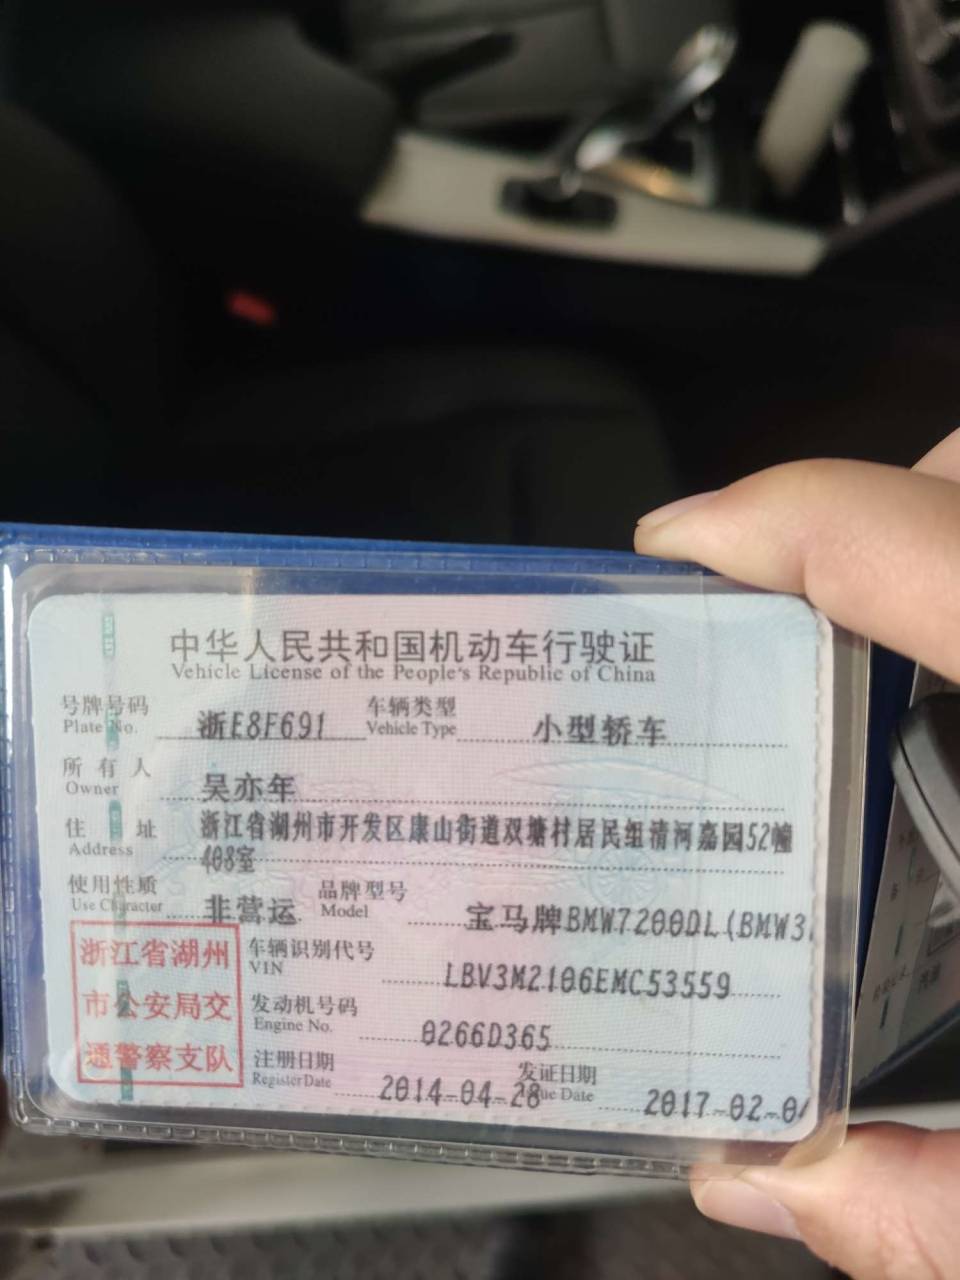 中华人民共和国机动车行驶证
Vehicle License of the People's Republic of China
号牌号码 浙E8F691 车辆类型 小型轿车
Plate No. Vehicle Type
所有人 吴亦年
Owner
住址 浙江省湖州市开发区康山街道双塘村居民组清河嘉园52幢
Address 408室
使用性质 非营运 品牌型号 宝马牌BMW7200DL(BMW3
Use Character Model
浙江省湖州
市公安局交
通警察支队
车辆识别代号 LBV3M2106EMC53559
VIN
发动机号码 0266D365
Engine No.
注册日期 2014-04-28 发证日期 2017-02-0
Register Date Issue Date